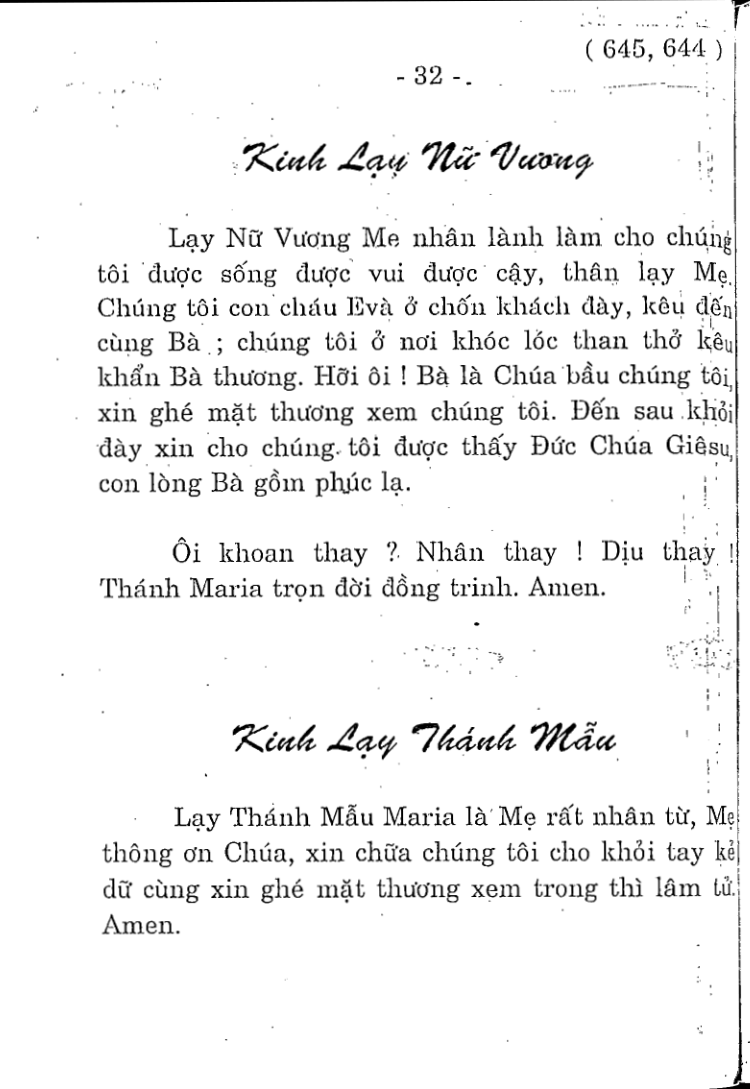 ( 645, 644 )
- 32 -.
Kinh Lạy Nữ Vương
Lạy Nữ Vương Mẹ nhân lành làm cho chúng
tôi được sống được vui được cậy, thân lạy Mẹ.
Chúng tôi con cháu Evà ở chốn khách đày, kêu đến
cùng Bà ; chúng tôi ở nơi khóc lóc than thở kêu
khẩn Bà thương. Hỡi ôi ! Bà là Chúa bầu chúng tôi,
xin ghé mặt thương xem chúng tôi. Đến sau khỏi
đày xin cho chúng tôi được thấy Đức Chúa Giêsu,
con lòng Bà gồm phúc lạ.
Ôi khoan thay ? Nhân thay ! Dịu thay !
Thánh Maria trọn đời đồng trinh. Amen.
Kinh Lạy Thánh Mẫu
Lạy Thánh Mẫu Maria là Mẹ rất nhân từ, Mẹ
thông ơn Chúa, xin chữa chúng tôi cho khỏi tay kẻ
dữ cùng xin ghé mặt thương xem trong thì lâm tử.
Amen.